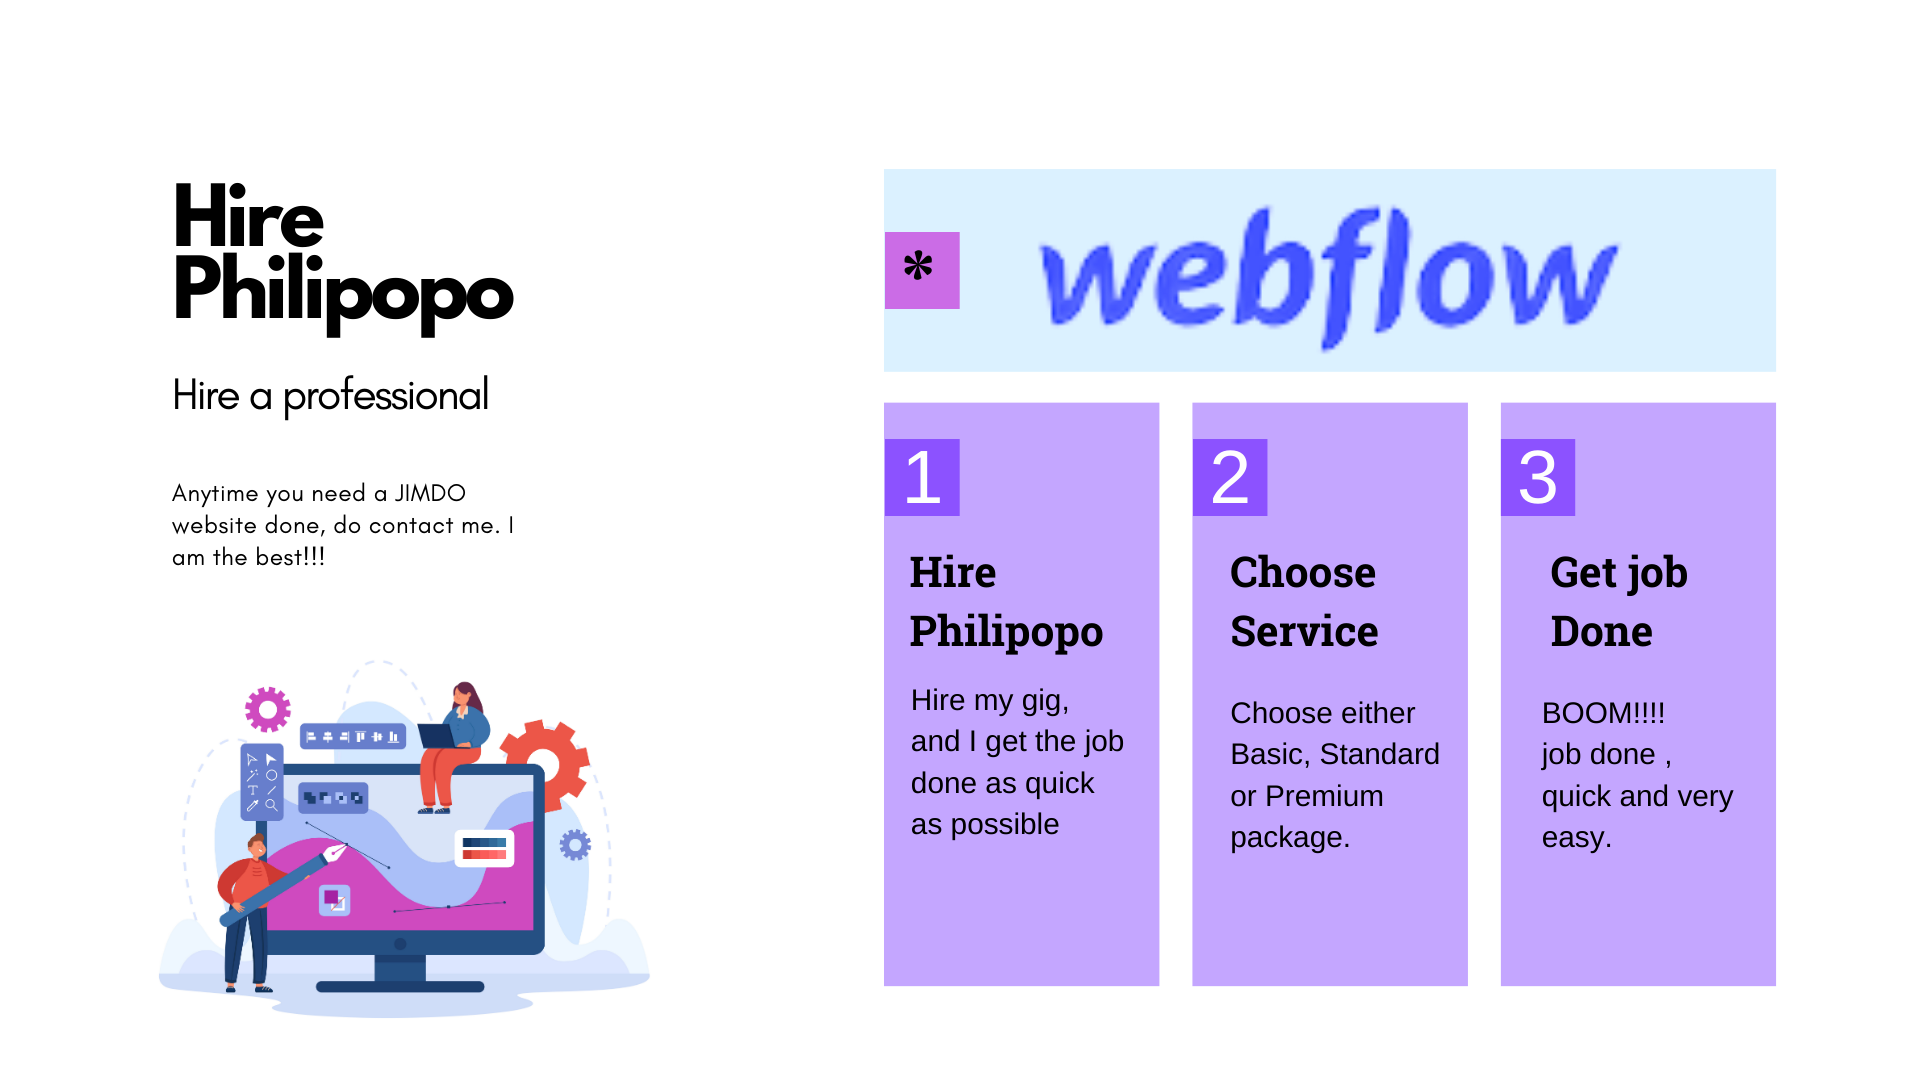 Hire
Philipopo
Hire a professional
Anytime you need a JIMDO
website done, do contact me. I
am the best!!!
T
*
webflow
1
Hire
Philipopo
Hire my gig,
and I get the job
done as quick
as possible
2
Choose
Service
Choose either
Basic, Standard
or Premium
package.
3
Get job
Done
BOOM!!!!
job done ,
quick and very
easy.